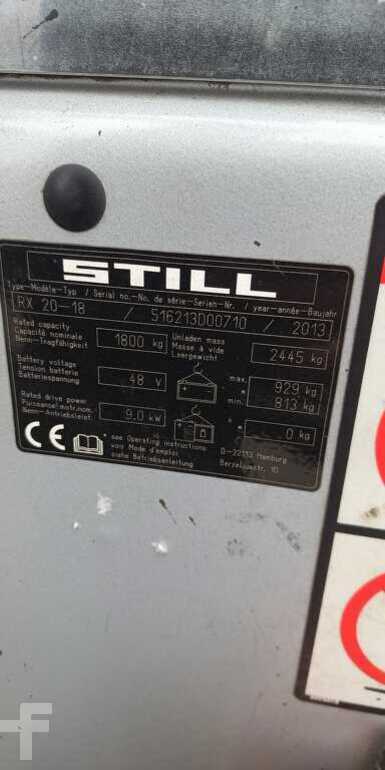 STILL
Type-Modèle-Typ / Serial no.-No. de série-Serien-Nr. / year-année-Baujahr
RX 20-18 / 516213D00710 / 2013
Rated capacity
Capacité nominale
Nenn-Tragfähigkeit
1800 kg
Unladen mass
Masse à vide
Leergewicht
2445 kg
Battery voltage
Tension batterie
Batteriespannung
48 V
max. * 929 kg
min. * 813 kg
Rated drive power
Puissance motr.nom.
Nenn-Antriebsleist.
9.0 kW
* 0 kg
CE
* see Operating instructions
voir Mode d'emploi
siehe Betriebsanleitung
D-22113 Hamburg
Berzeliusstr. 10
F